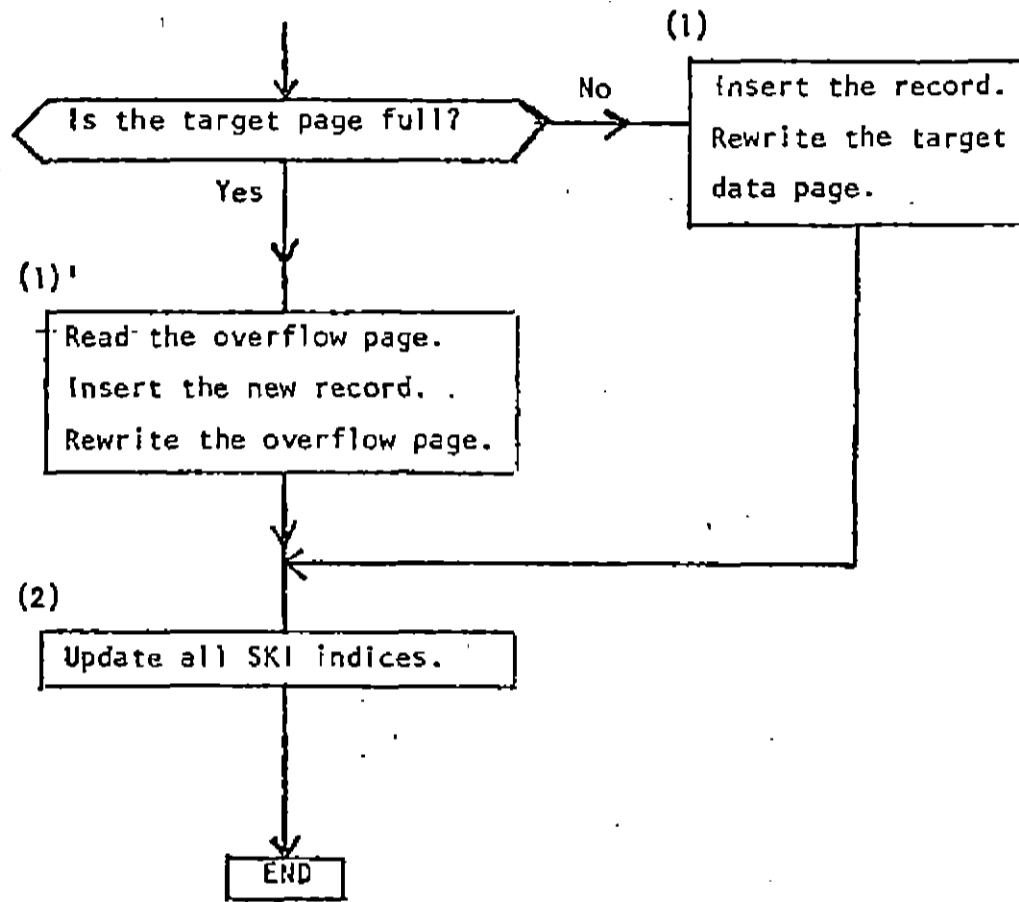 (1)
Is the target page full?
No
Insert the record.
Rewrite the target
data page.
Yes
(1)'
Read the overflow page.
Insert the new record.
Rewrite the overflow page.
(2)
Update all SKI indices.
END